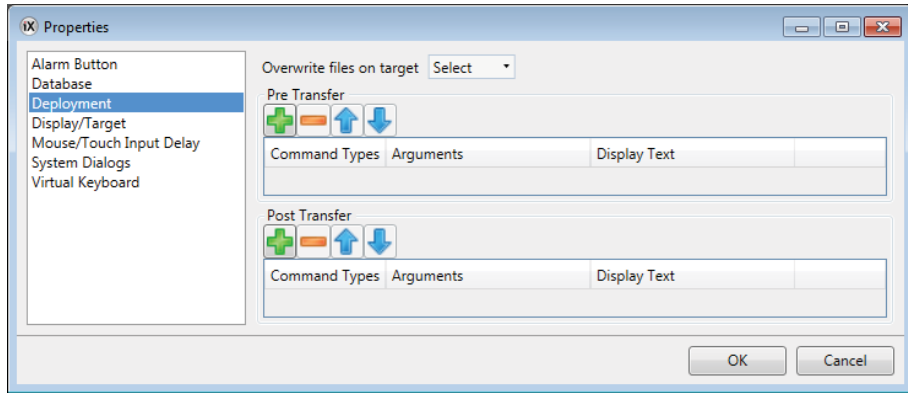 iX Properties
Alarm Button
Database
Deployment
Display/Target
Mouse/Touch Input Delay
System Dialogs
Virtual Keyboard
Overwrite files on target Select
Pre Transfer
Command Types Arguments Display Text
Post Transfer
Command Types Arguments Display Text
OK Cancel